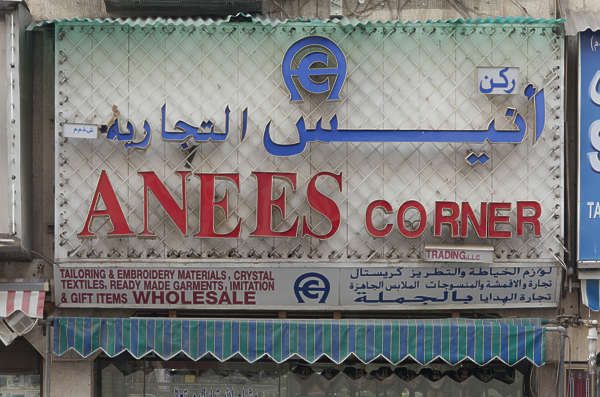 ركن
أنيس التجارية
ش.ذ.م.م
ANEES CORNER
TRADING L.L.C
TAILORING & EMBROIDERY MATERIALS, CRYSTAL
TEXTILES, READY MADE GARMENTS, IMITATION
& GIFT ITEMS WHOLESALE
لوازم الخياطة والتطريز كريستال
تجارة والاقمشة والمنسوجات الملابس الجاهزة
تجارة الهدايا بالجملة